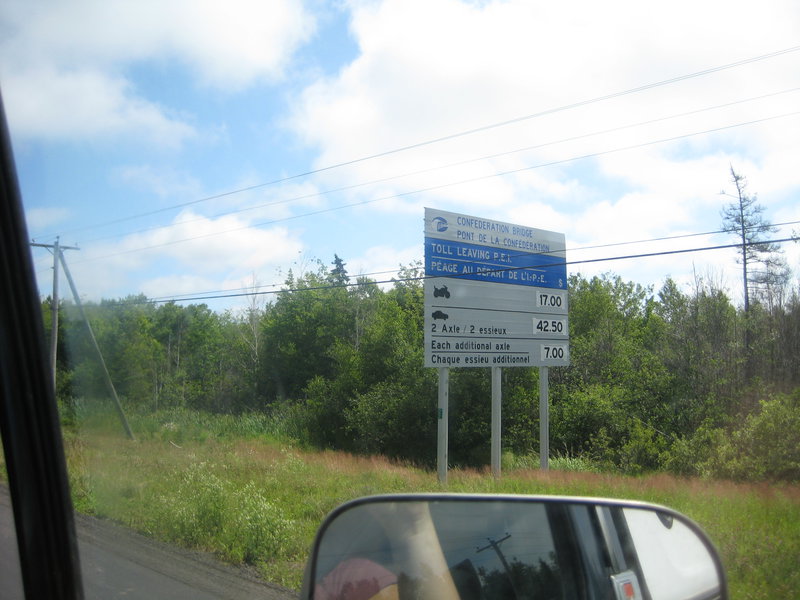 CONFEDERATION BRIDGE
PONT DE LA CONFÉDÉRATION
TOLL LEAVING P.E.I.
PÉAGE AU DÉPART DE L'I.-P.-E. $
17.00
2 Axle / 2 essieux 42.50
Each additional axle
Chaque essieu additionnel 7.00